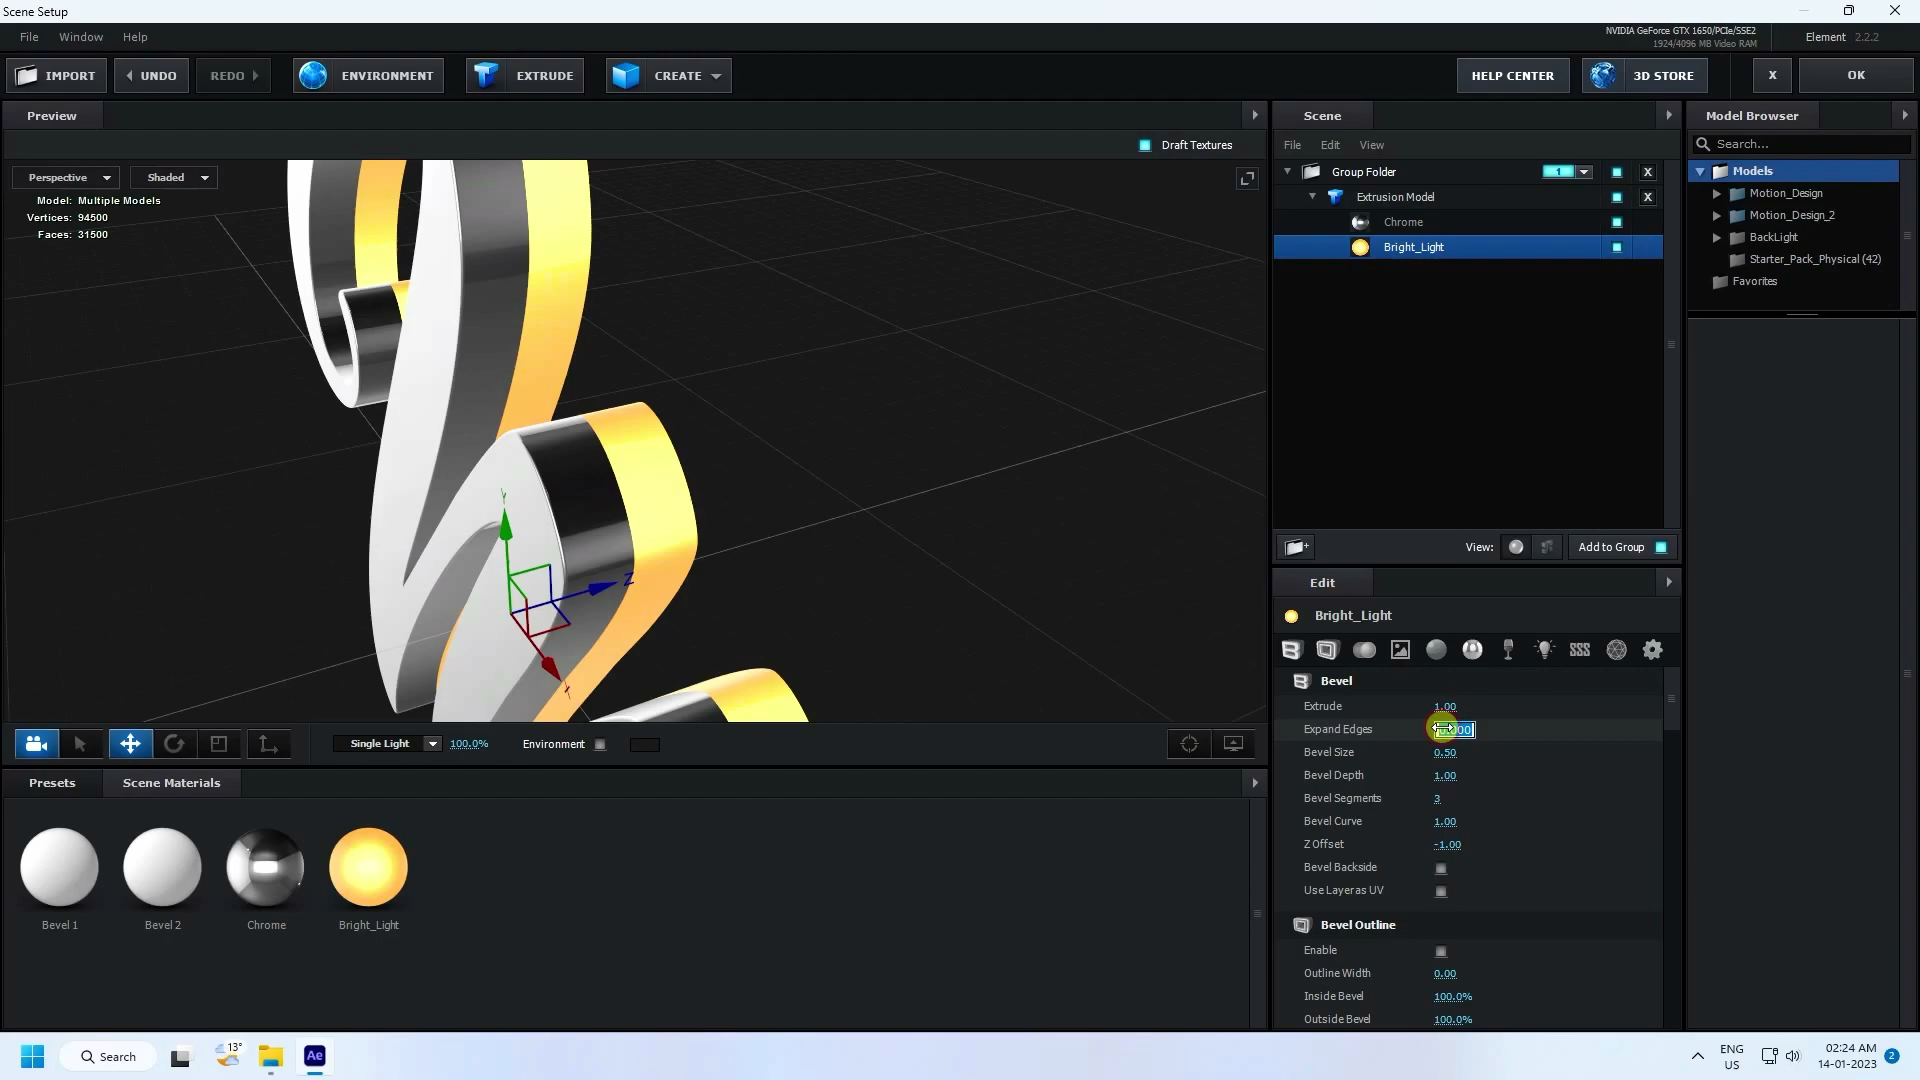 Scene Setup
File Window Help
NVIDIA GeForce GTX 1650/PCIe/SSE2
1924/4096 MB Video RAM
Element 2.2.2
IMPORT UNDO REDO ENVIRONMENT EXTRUDE CREATE HELP CENTER 3D STORE X OK
Preview
Draft Textures
Perspective Shaded
Model: Multiple Models
Vertices: 94500
Faces: 31500
Y
Z
X
Single Light 100.0% Environment
Presets Scene Materials
Bevel 1 Bevel 2 Chrome Bright_Light
Scene
File Edit View
Group Folder 1 X
Extrusion Model X
Chrome
Bright_Light
View: Add to Group
Edit
Bright_Light
Bevel
Extrude 1.00
Expand Edges
Bevel Size 0.50
Bevel Depth 1.00
Bevel Segments 3
Bevel Curve 1.00
Z Offset -1.00
Bevel Backside
Use Layer as UV
Bevel Outline
Enable
Outline Width 0.00
Inside Bevel 100.0%
Outside Bevel 100.0%
Model Browser
Search...
Models
Motion_Design
Motion_Design_2
BackLight
Starter_Pack_Physical (42)
Favorites
Search
13°
Ae
ENG
US
02:24 AM
14-01-2023
2